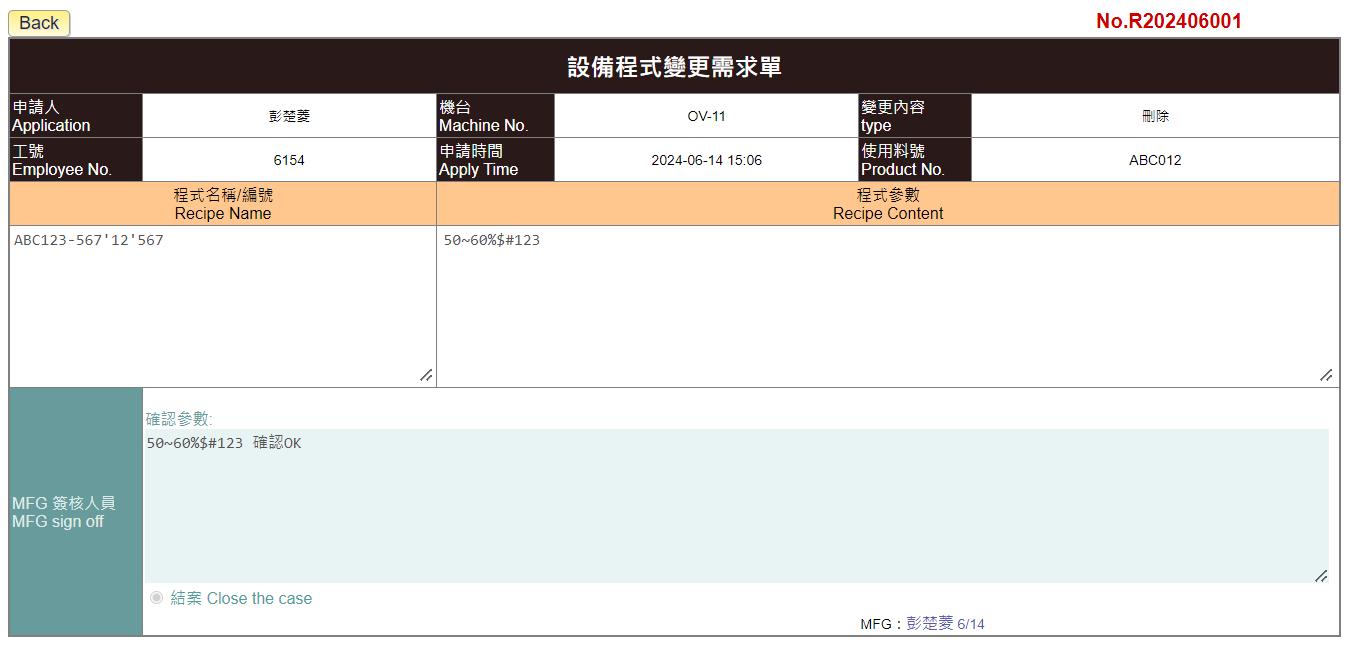 Back
No.R202406001
設備程式變更需求單
申請人
Application
彭楚菱
機台
Machine No.
OV-11
變更內容
type
刪除
工號
Employee No.
6154
申請時間
Apply Time
2024-06-14 15:06
使用料號
Product No.
ABC012
程式名稱/編號
Recipe Name
程式參數
Recipe Content
ABC123-567'12'567
50~60%$#123
MFG 簽核人員
MFG sign off
確認參數:
50~60%$#123 確認OK
結案 Close the case
MFG：彭楚菱 6/14